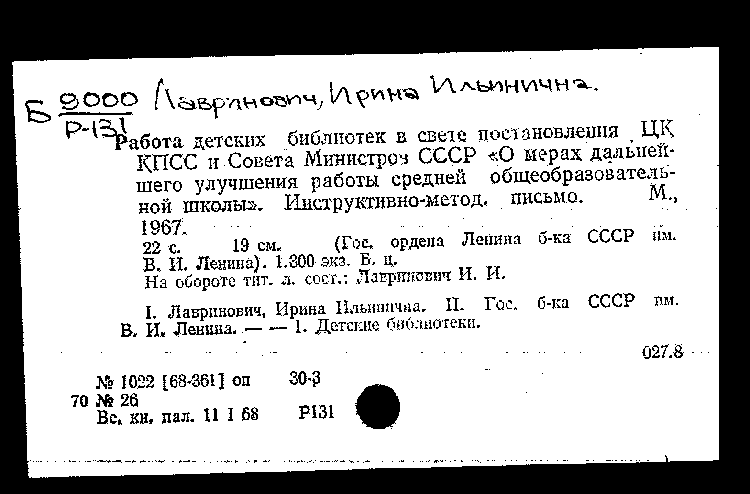 Б 9000 Лавринович, Ирина Ильинична.
Р-131
Работа детских библиотек в свете постановления ЦК
КПСС и Совета Министров СССР «О мерах дальней-
шего улучшения работы средней общеобразователь-
ной школы». Инструктивно-метод. письмо. М.,
1967.
22 с. 19 см. (Гос. ордена Ленина б-ка СССР им.
В. И. Ленина). 1.300 экз. Б. ц.
На обороте тит. л. сост.: Лавринович И. И.
I. Лавринович, Ирина Ильинична. II. Гос. б-ка СССР им.
В. И. Ленина. — — 1. Детские библиотеки.
027.8
№ 1022 [68-361] оп 30-3
70 № 26
Вс. кн. пал. 11 I 68 Р131